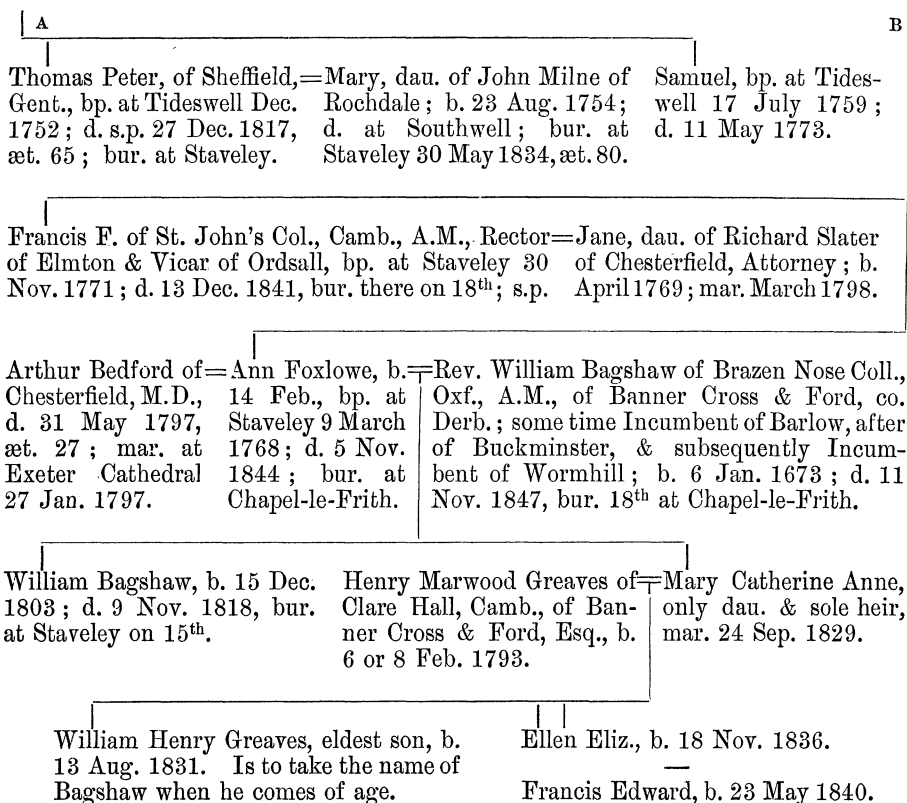 A B
Thomas Peter, of Sheffield,=Mary, dau. of John Milne of
Gent., bp. at Tideswell Dec. Rochdale; b. 23 Aug. 1754;
1752; d. s.p. 27 Dec. 1817, d. at Southwell; bur. at
æt. 65; bur. at Staveley. Staveley 30 May 1834, æt. 80.
Samuel, bp. at Tides-
well 17 July 1759;
d. 11 May 1773.
Francis F. of St. John's Col., Camb., A.M., Rector=Jane, dau. of Richard Slater
of Elmton & Vicar of Ordsall, bp. at Staveley 30 of Chesterfield, Attorney; b.
Nov. 1771; d. 13 Dec. 1841, bur. there on 18th; s.p. April 1769; mar. March 1798.
Arthur Bedford of=
Chesterfield, M.D.,
d. 31 May 1797,
æt. 27; mar. at
Exeter Cathedral
27 Jan. 1797.
Ann Foxlowe, b.=
14 Feb., bp. at
Staveley 9 March
1768; d. 5 Nov.
1844; bur. at
Chapel-le-Frith.
Rev. William Bagshaw of Brazen Nose Coll.,
Oxf., A.M., of Banner Cross & Ford, co.
Derb.; some time Incumbent of Barlow, after
of Buckminster, & subsequently Incum-
bent of Wormhill; b. 6 Jan. 1673; d. 11
Nov. 1847, bur. 18th at Chapel-le-Frith.
William Bagshaw, b. 15 Dec.
1803; d. 9 Nov. 1818, bur.
at Staveley on 15th.
Henry Marwood Greaves of=
Clare Hall, Camb., of Ban-
ner Cross & Ford, Esq., b.
6 or 8 Feb. 1793.
Mary Catherine Anne,
only dau. & sole heir,
mar. 24 Sep. 1829.
William Henry Greaves, eldest son, b.
13 Aug. 1831. Is to take the name of
Bagshaw when he comes of age.
Ellen Eliz., b. 18 Nov. 1836.
—
Francis Edward, b. 23 May 1840.